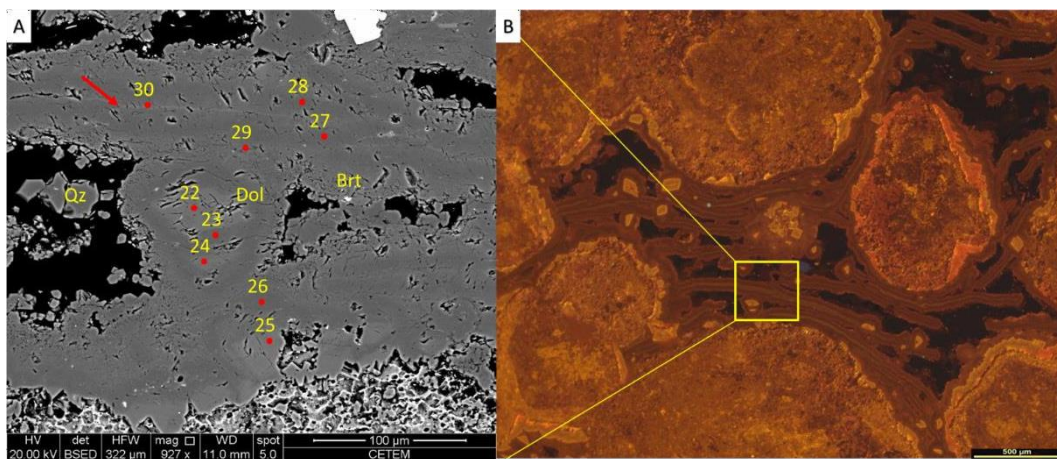 A
B
30
28
27
29
Qz
22
Dol
Brt
23
24
26
25
HV det HFW mag □ WD spot
20.00 kV BSED 322 µm 927 x 11.0 mm 5.0
100 µm
CETEM
500 µm